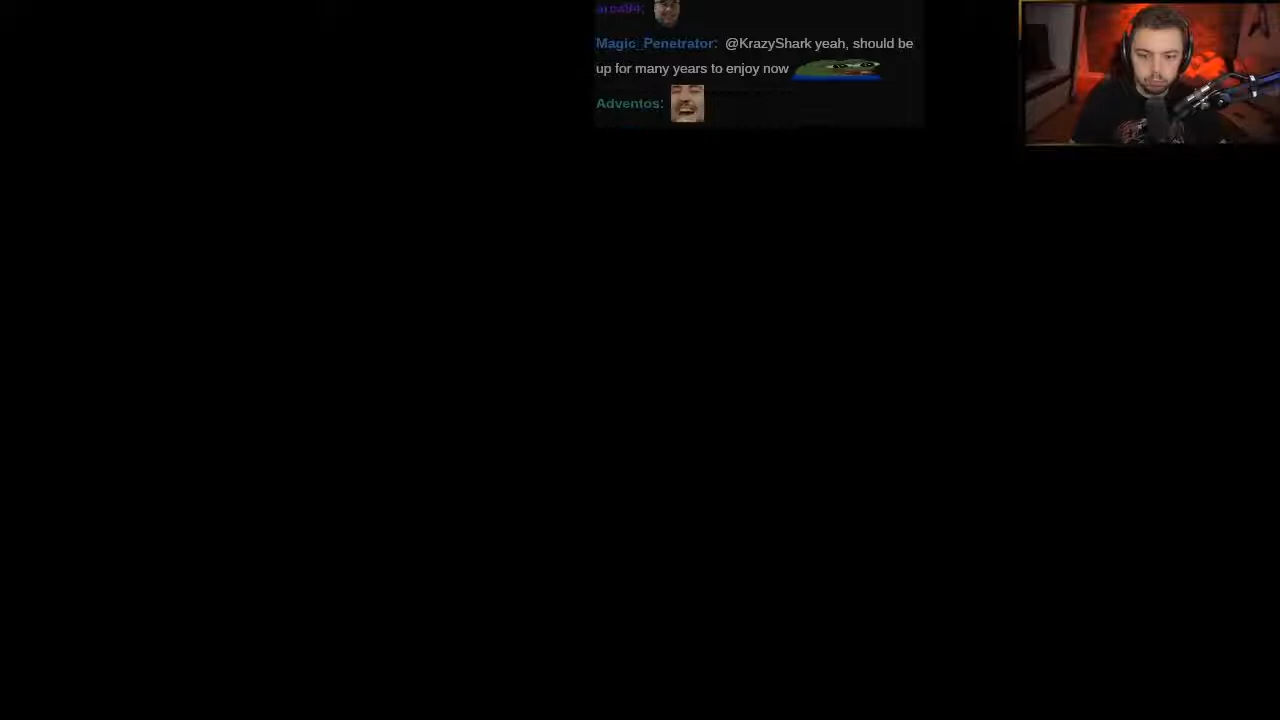 Magic_Penetrator: @KrazyShark yeah, should be
up for many years to enjoy now
Adventos: